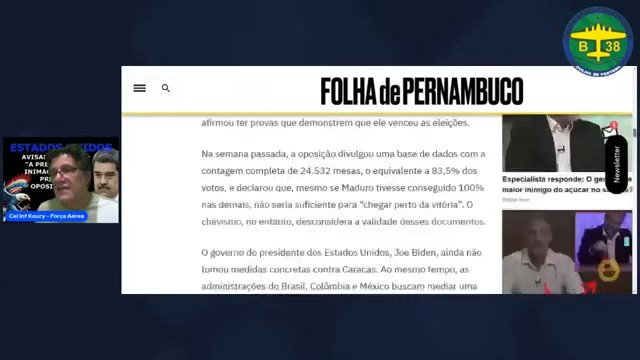 B 38
FOLHA de PERNAMBUCO
afirmou ter provas que demonstrem que ele venceu as eleições.
Na semana passada, a oposição divulgou uma base de dados com a
contagem completa de 24.532 mesas, o equivalente a 83,5% dos
votos, e declarou que, mesmo se Maduro tivesse conseguido 100%
nas demais, não seria suficiente para “chegar perto da vitória”. O
chavismo, no entanto, desconsidera a validade desses documentos.
O governo do presidente dos Estados Unidos, Joe Biden, ainda não
tomou medidas concretas contra Caracas. Ao mesmo tempo, as
administrações do Brasil, Colômbia e México buscam mediar uma
Newsletter
Especialista responde: O
maior inimigo do açúcar no
ESTADOS UNIDOS
AVISA
"A PRE
INIMA
PRI
OPOSI
Cel Inf Koury - Força Aérea